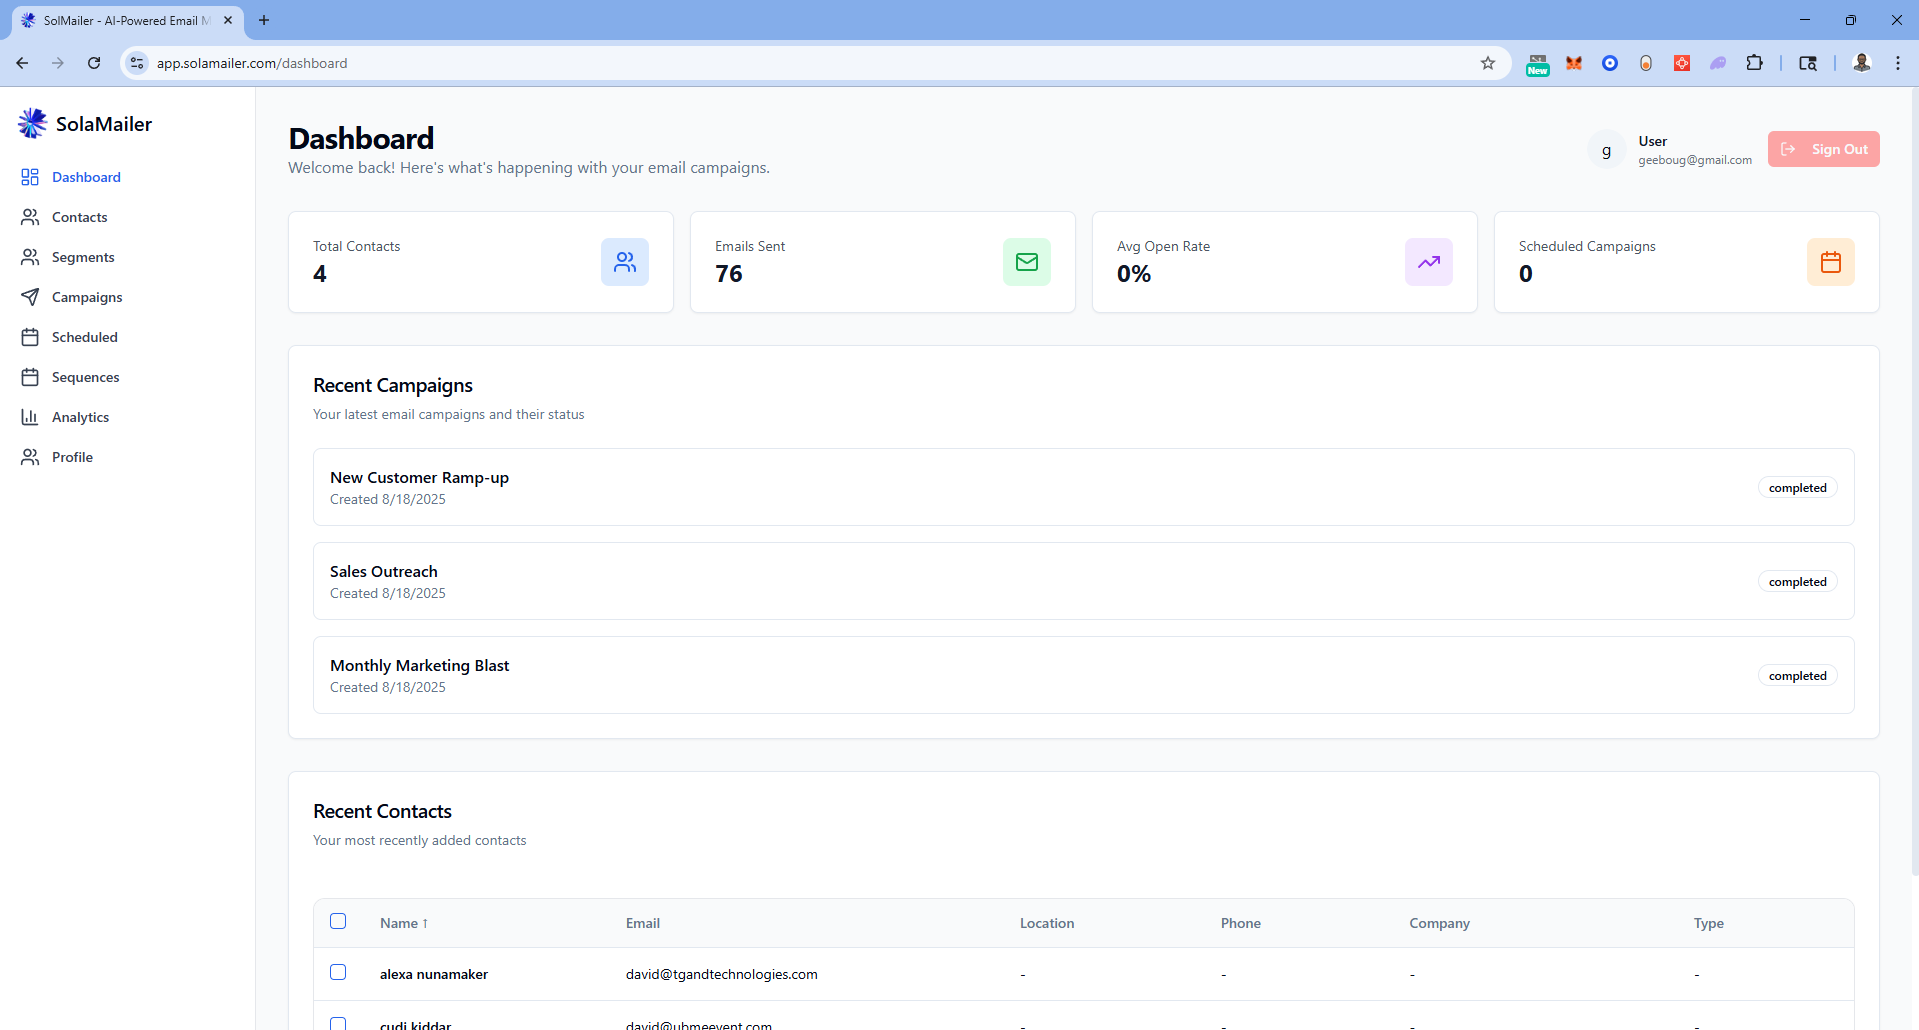 SolMailer - AI-Powered Email M
app.solamailer.com/dashboard
New
SolaMailer
Dashboard
Contacts
Segments
Campaigns
Scheduled
Sequences
Analytics
Profile
Dashboard
Welcome back! Here's what's happening with your email campaigns.
g
User
geeboug@gmail.com
Sign Out
Total Contacts
4
Emails Sent
76
Avg Open Rate
0%
Scheduled Campaigns
0
Recent Campaigns
Your latest email campaigns and their status
New Customer Ramp-up
Created 8/18/2025
completed
Sales Outreach
Created 8/18/2025
completed
Monthly Marketing Blast
Created 8/18/2025
completed
Recent Contacts
Your most recently added contacts
Name ↑ Email Location Phone Company Type
alexa nunamaker david@tgandtechnologies.com - - - -
cudi kiddar david@ubmeevent.com - - - -